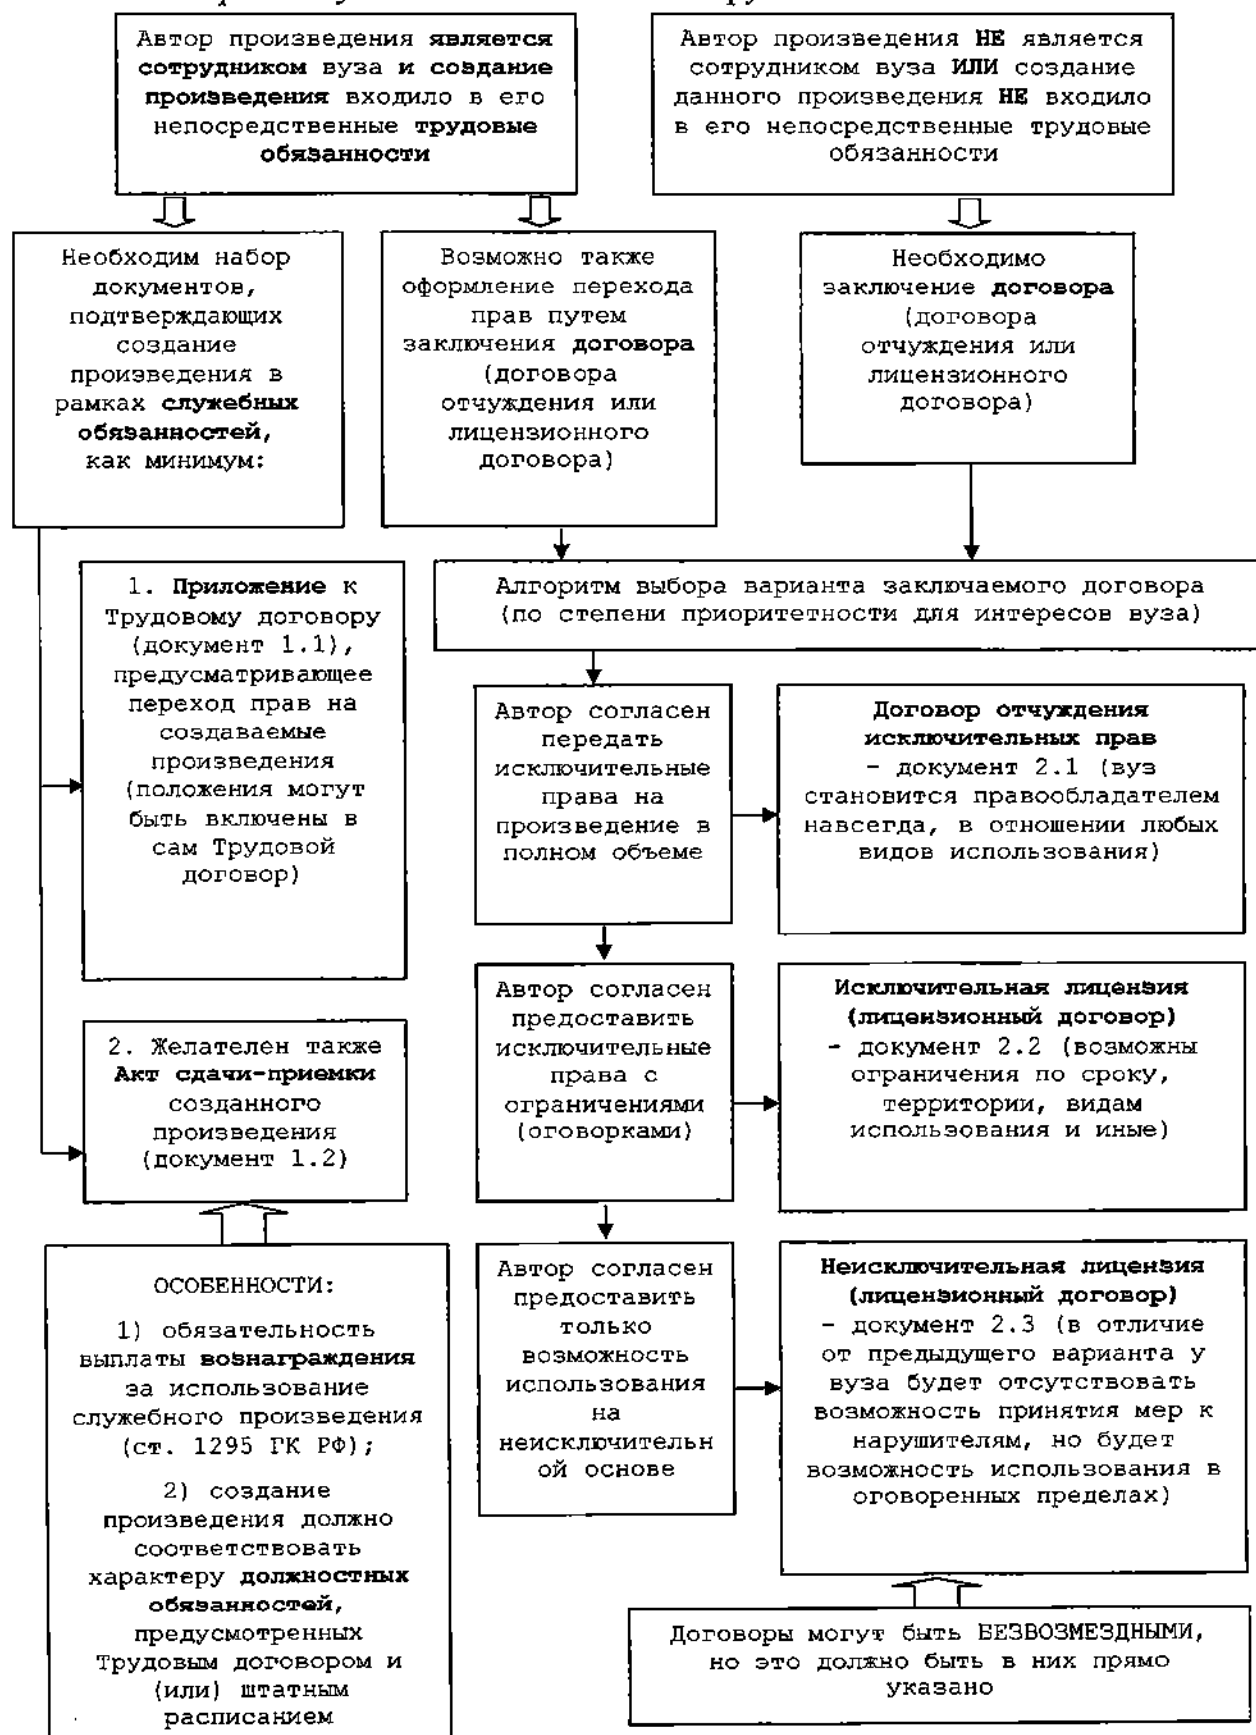 Автор произведения является
сотрудником вуза и создание
произведения входило в его
непосредственные трудовые
обязанности
Автор произведения НЕ является
сотрудником вуза ИЛИ создание
данного произведения НЕ входило
в его непосредственные трудовые
обязанности
Необходим набор
документов,
подтверждающих
создание
произведения в
рамках служебных
обязанностей,
как минимум:
Возможно также
оформление перехода
прав путем
заключения договора
(договора
отчуждения или
лицензионного
договора)
Необходимо
заключение договора
(договора
отчуждения или
лицензионного
договора)
1. Приложение к
Трудовому договору
(документ 1.1),
предусматривающее
переход прав на
создаваемые
произведения
(положения могут
быть включены в
сам Трудовой
договор)
Алгоритм выбора варианта заключаемого договора
(по степени приоритетности для интересов вуза)
Автор согласен
передать
исключительные
права на
произведение в
полном объеме
Договор отчуждения
исключительных прав
- документ 2.1 (вуз
становится правообладателем
навсегда, в отношении любых
видов использования)
Автор согласен
предоставить
исключительные
права с
ограничениями
(оговорками)
Исключительная лицензия
(лицензионный договор)
- документ 2.2 (возможны
ограничения по сроку,
территории, видам
использования и иные)
2. Желателен также
Акт сдачи-приемки
созданного
произведения
(документ 1.2)
ОСОБЕННОСТИ:
1) обязательность
выплаты вознаграждения
за использование
служебного произведения
(ст. 1295 ГК РФ);
2) создание
произведения должно
соответствовать
характеру должностных
обязанностей,
предусмотренных
Трудовым договором и
(или) штатным
расписанием
Автор согласен
предоставить
только
возможность
использования
на
неисключительн
ой основе
Неисключительная лицензия
(лицензионный договор)
- документ 2.3 (в отличие
от предыдущего варианта у
вуза будет отсутствовать
возможность принятия мер к
нарушителям, но будет
возможность использования в
оговоренных пределах)
Договоры могут быть БЕЗВОЗМЕЗДНЫМИ,
но это должно быть в них прямо
указано